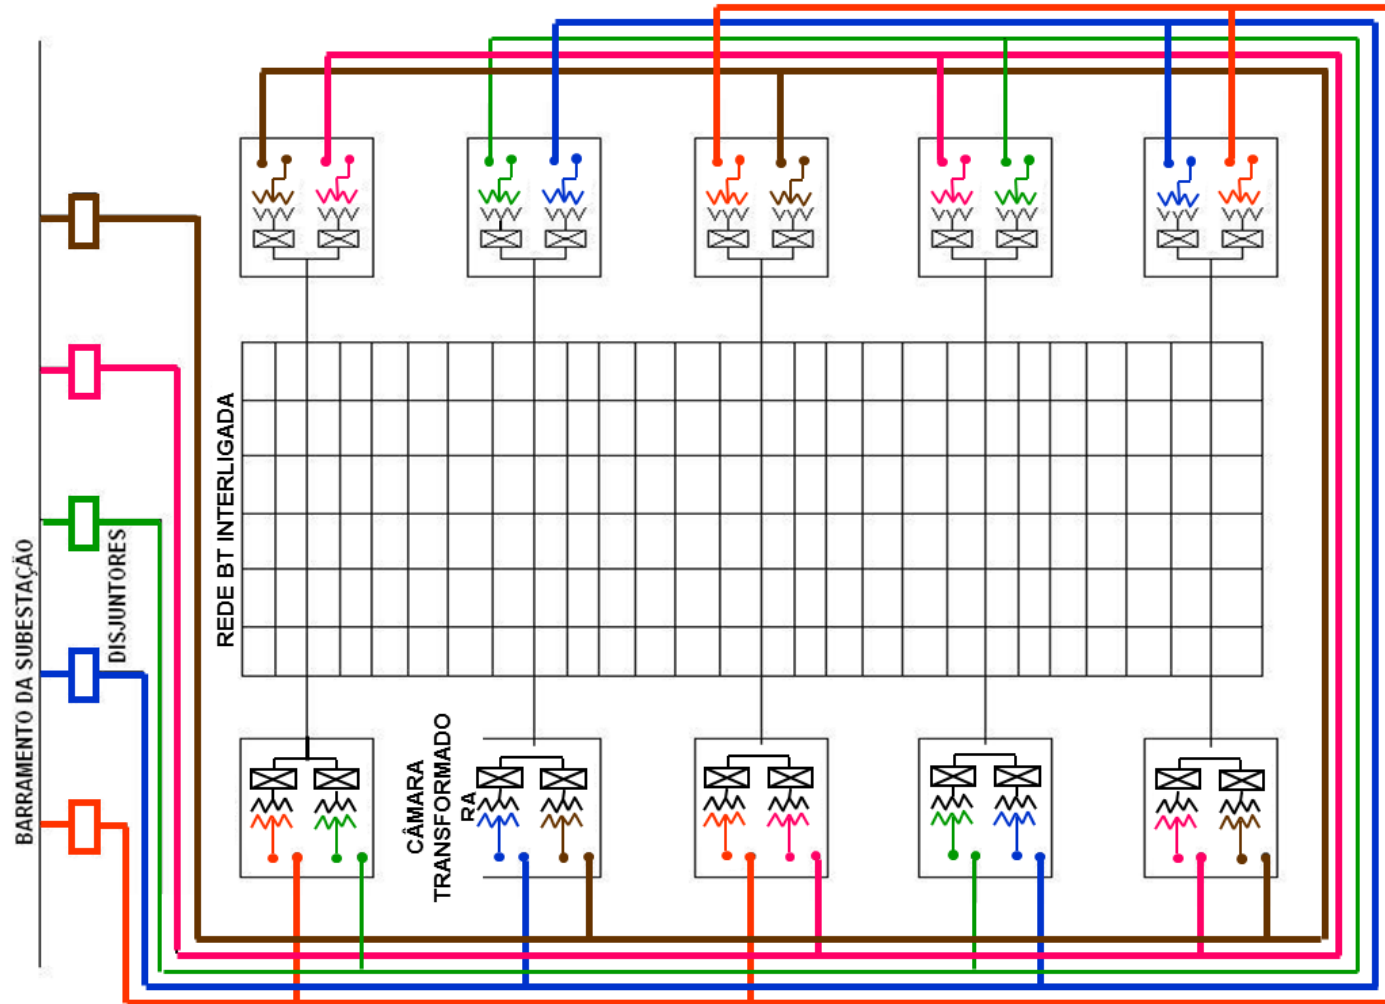 BARRAMENTO DA SUBESTAÇÃO
DISJUNTORES
REDE BT INTERLIGADA
CÂMARA
TRANSFORMADO
RA